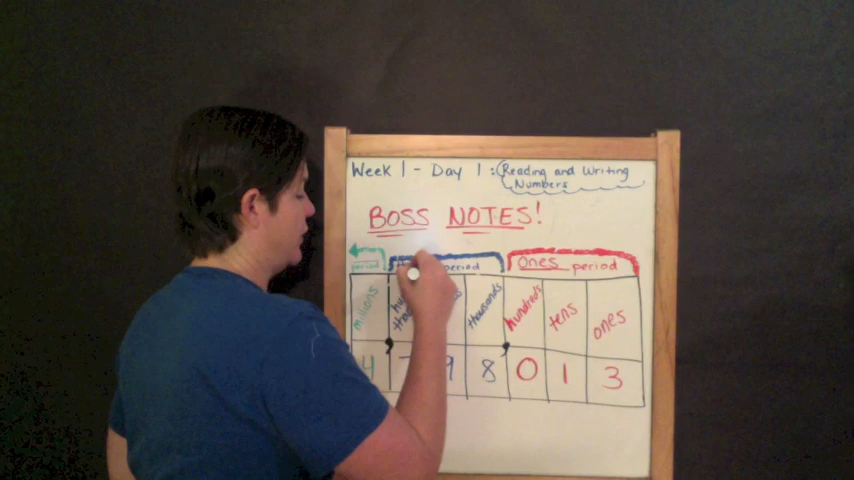 Week 1 - Day 1: Reading and Writing
Numbers
BOSS NOTES!
period period Ones period
millions thousands hundreds tens ones
4 , 9 8 , 0 1 3